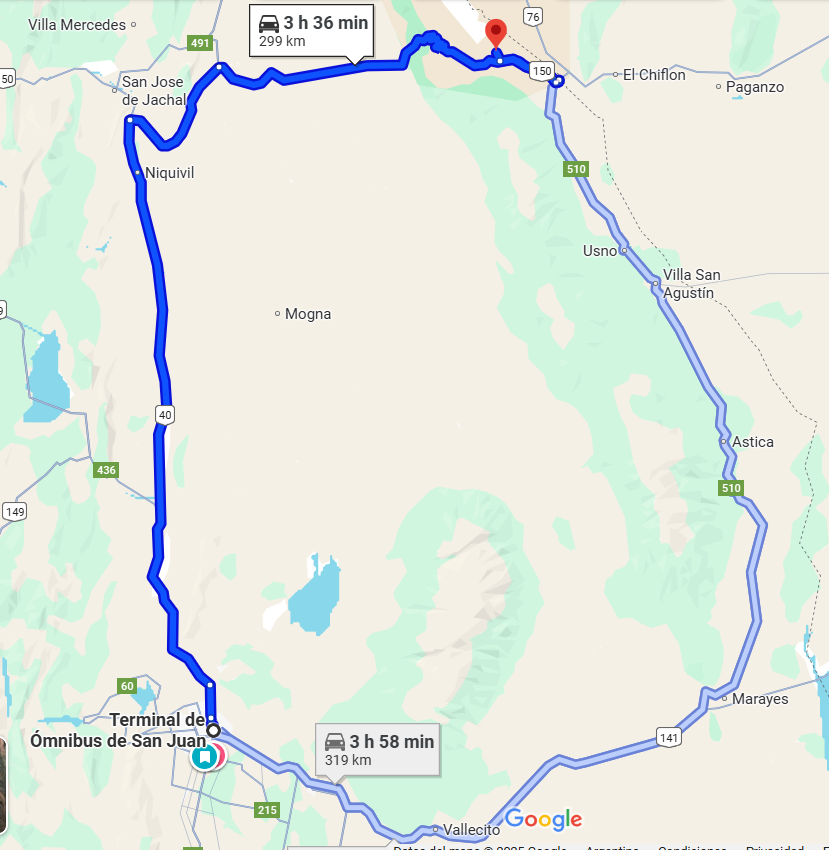 Villa Mercedes
491
3 h 36 min
299 km
76
50
San Jose
de Jachal
150
El Chiflon
Paganzo
Niquivil
510
Usno
Villa San
Agustín
Mogna
9
40
436
149
Astica
510
60
Marayes
Terminal de
Ómnibus de San Juan
3 h 58 min
319 km
141
215
Vallecito
Google